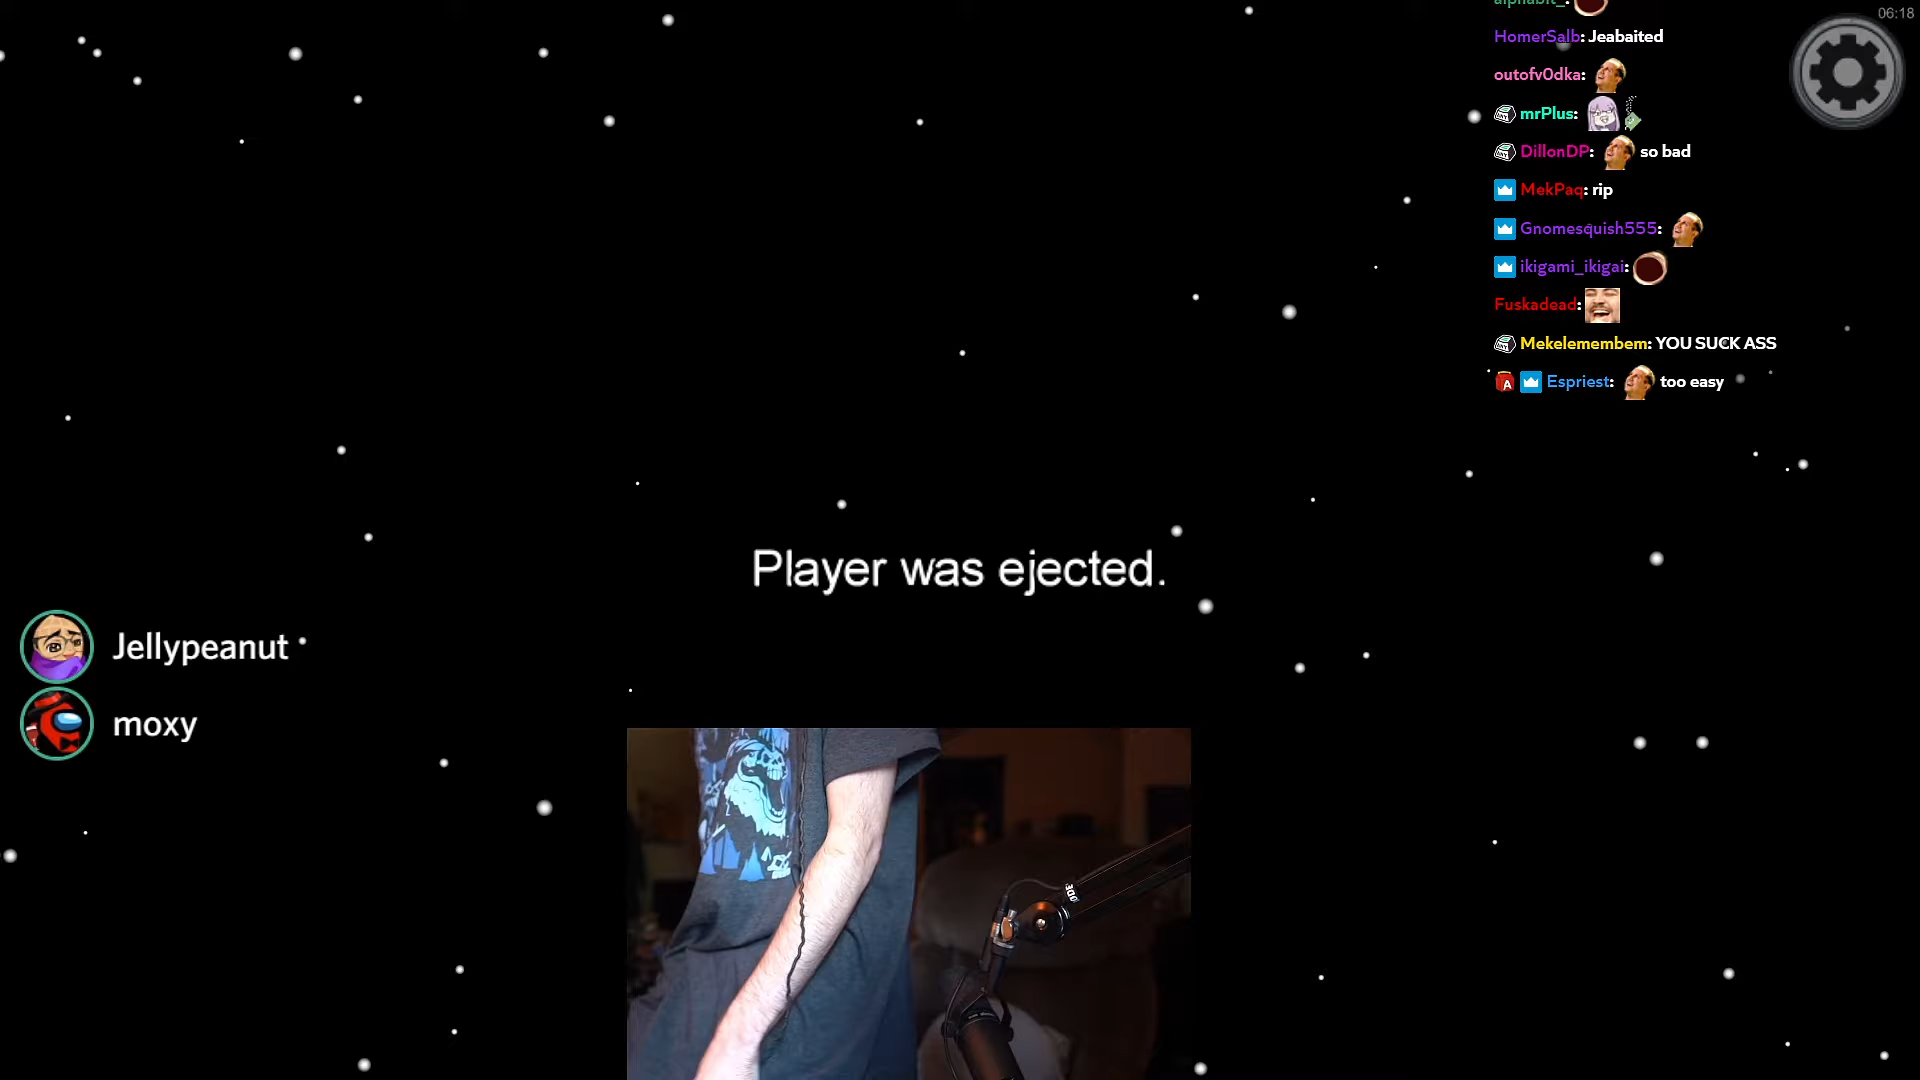 alphabit_:
06:18
HomerSalb: Jeabaited
outofv0dka:
mrPlus:
DillonDP: so bad
MekPaq: rip
Gnomesquish555:
ikigami_ikigai:
Fuskadead:
Mekelemembem: YOU SUCK ASS
A Espriest: too easy
Player was ejected.
Jellypeanut
moxy